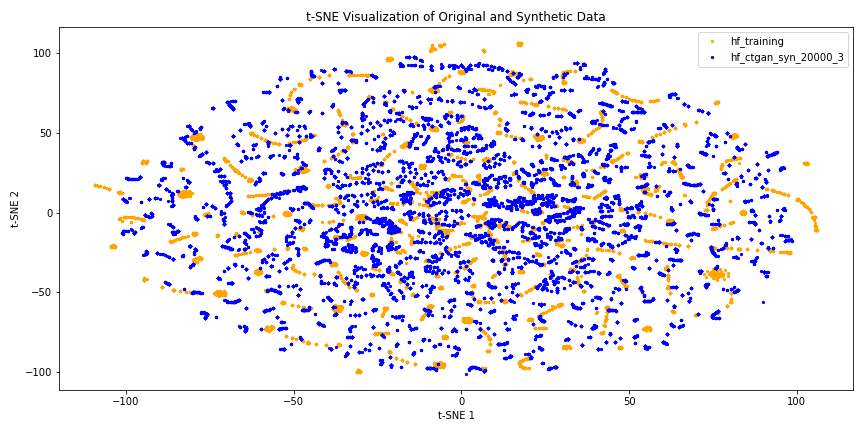 t-SNE Visualization of Original and Synthetic Data
hf_training
hf_ctgan_syn_20000_3
100
50
0
−50
−100
t-SNE 2
−100
−50
0
50
100
t-SNE 1